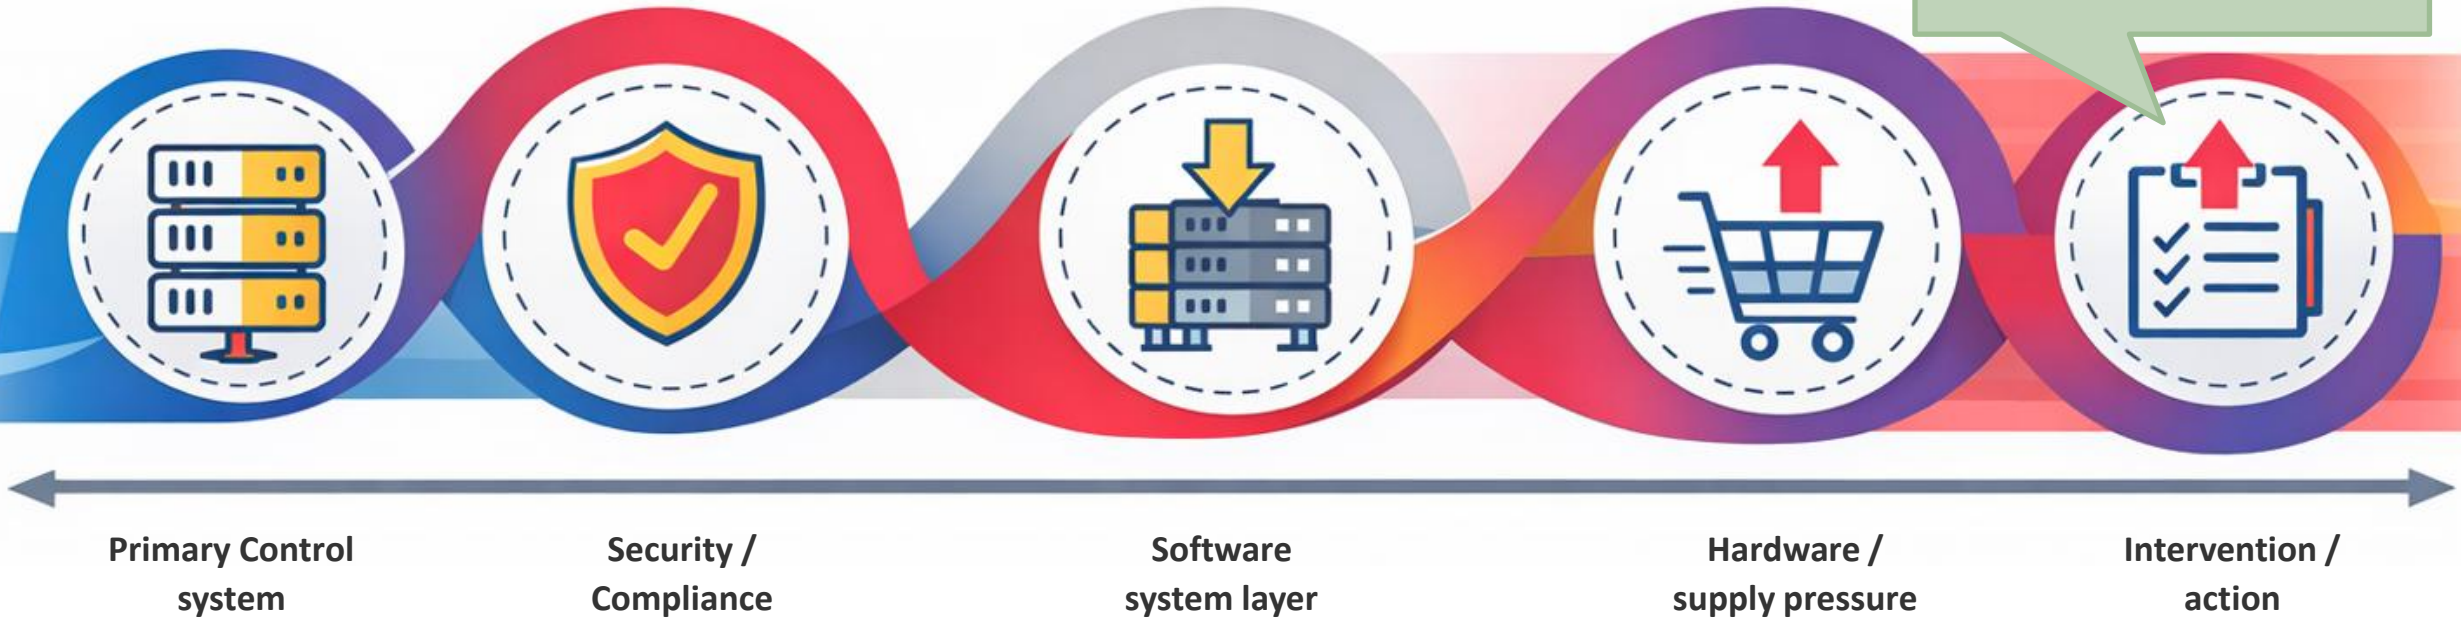 Primary Control
system
Security /
Compliance
Software
system layer
Hardware /
supply pressure
Intervention /
action